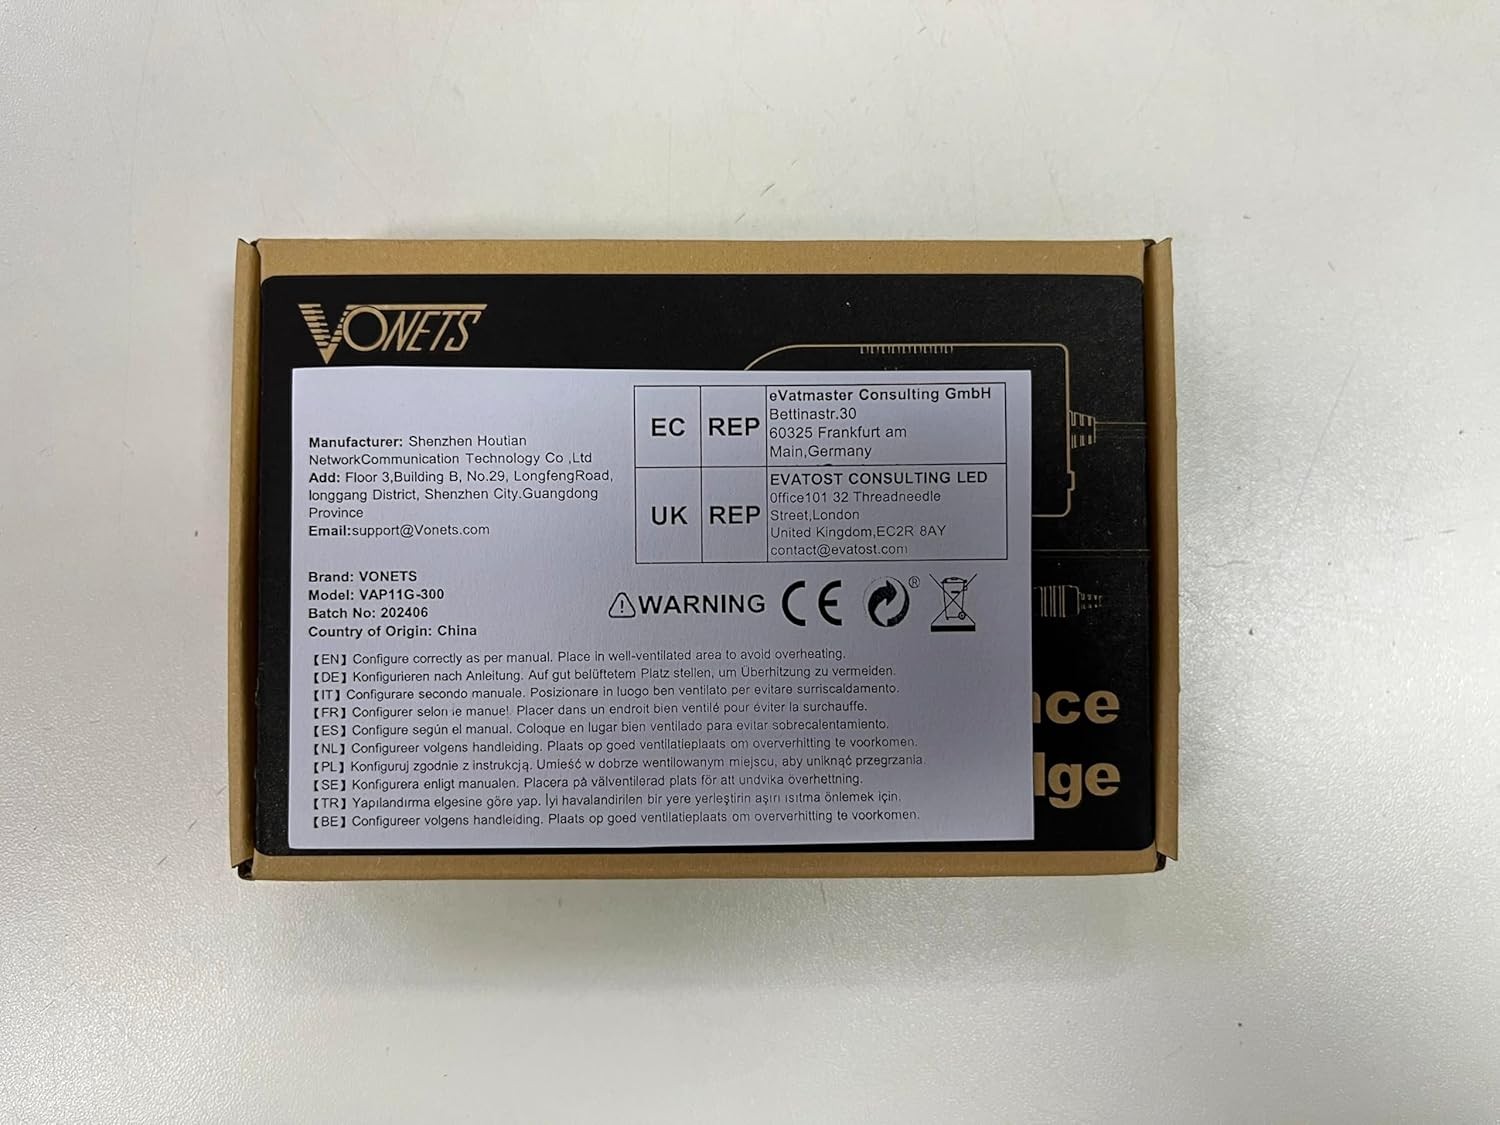 VONETS
Manufacturer: Shenzhen Houtian
NetworkCommunication Technology Co ,Ltd
Add: Floor 3,Building B, No.29, LongfengRoad,
longgang District, Shenzhen City.Guangdong
Province
Email:support@Vonets.com
EC REP
eVatmaster Consulting GmbH
Bettinastr.30
60325 Frankfurt am
Main,Germany
UK REP
EVATOST CONSULTING LED
Office101 32 Threadneedle
Street,London
United Kingdom,EC2R 8AY
contact@evatost.com
Brand: VONETS
Model: VAP11G-300
Batch No: 202406
Country of Origin: China
WARNING CE ®
【EN】Configure correctly as per manual. Place in well-ventilated area to avoid overheating.
【DE】Konfigurieren nach Anleitung. Auf gut belüftetem Platz stellen, um Überhitzung zu vermeiden.
【IT】Configurare secondo manuale. Posizionare in luogo ben ventilato per evitare surriscaldamento.
【FR】Configurer selon le manuel. Placer dans un endroit bien ventilé pour éviter la surchauffe.
【ES】Configure según el manual. Coloque en lugar bien ventilado para evitar sobrecalentamiento.
【NL】Configureer volgens handleiding. Plaats op goed ventilatieplaats om oververhitting te voorkomen.
【PL】Konfiguruj zgodnie z instrukcją. Umieść w dobrze wentilowanym miejscu, aby uniknąć przegrzania.
【SE】Konfigurera enligt manualen. Placera på välventilerad plats för att undvika överhettning.
【TR】Yapılandırma elgesine göre yap. İyi havalandirilen bir yere yerleştirin aşırı ısıtma önlemek için.
【BE】Configureer volgens handleiding. Plaats op goed ventilatieplaats om oververhitting te voorkomen.